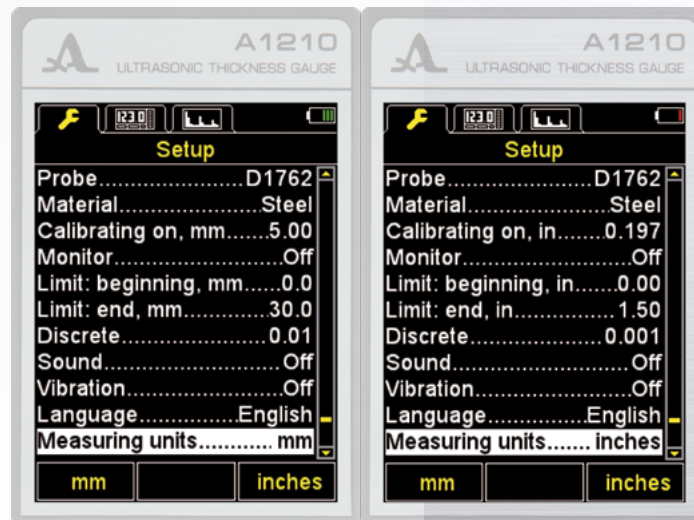 A1210
ULTRASONIC THICKNESS GAUGE
123.0
Setup
Probe......................D1762
Material......................Steel
Calibrating on, mm.......5.00
Monitor..........................Off
Limit: beginning, mm......0.0
Limit: end, mm..............30.0
Discrete.......................0.01
Sound............................Off
Vibration.........................Off
Language...............English
Measuring units............ mm
mm
inches
A1210
ULTRASONIC THICKNESS GAUGE
123.0
Setup
Probe......................D1762
Material......................Steel
Calibrating on, in.......0.197
Monitor..........................Off
Limit: beginning, in.......0.00
Limit: end, in................1.50
Discrete.....................0.001
Sound............................Off
Vibration.........................Off
Language...............English
Measuring units....... inches
mm
inches